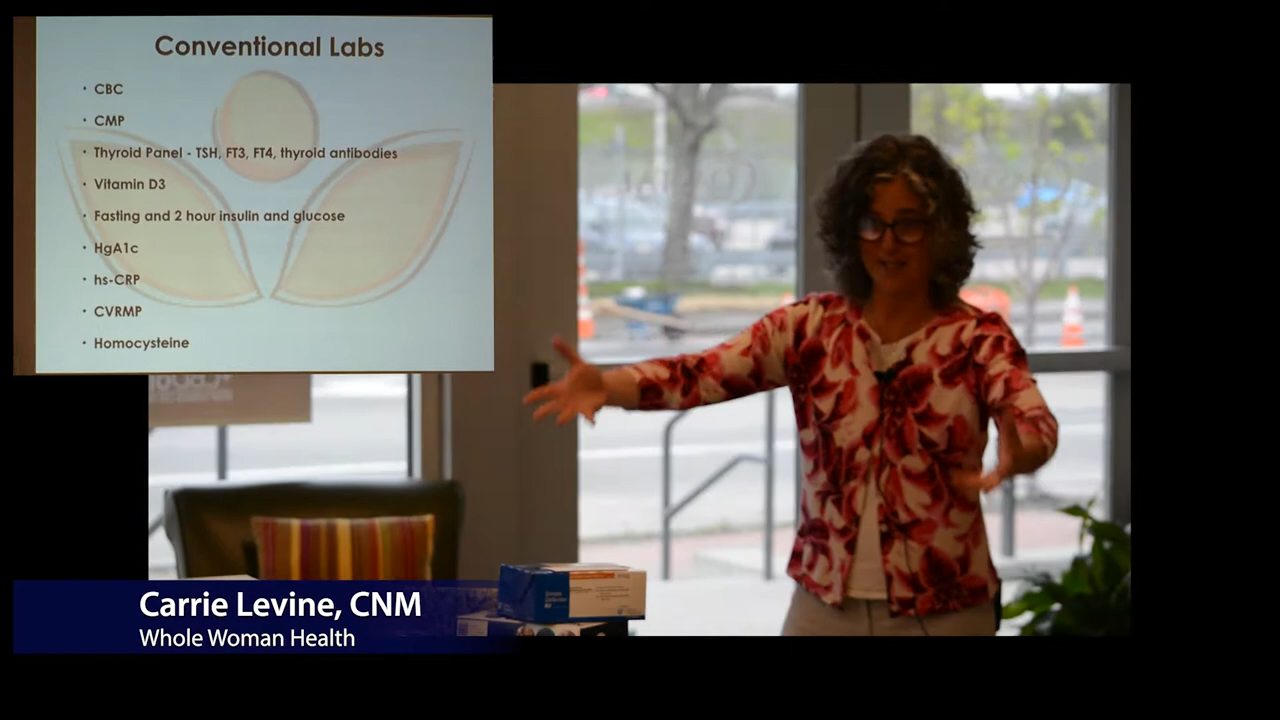 Conventional Labs
• CBC
• CMP
• Thyroid Panel - TSH, FT3, FT4, thyroid antibodies
• Vitamin D3
• Fasting and 2 hour insulin and glucose
• HgA1c
• hs-CRP
• CVRMP
• Homocysteine
Carrie Levine, CNM
Whole Woman Health